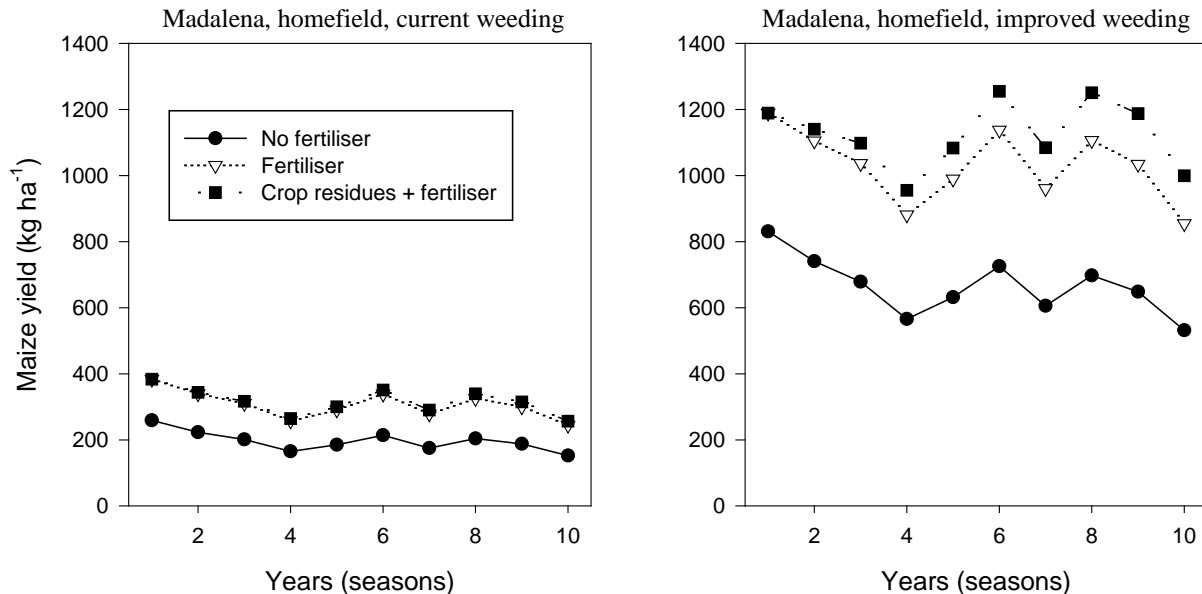 Madalena, homefield, current weeding
Madalena, homefield, improved weeding
Maize yield (kg ha⁻¹)
1400
1200
1000
800
600
400
200
0
No fertiliser
Fertiliser
Crop residues + fertiliser
2 4 6 8 10
Years (seasons)
1400
1200
1000
800
600
400
200
0
2 4 6 8 10
Years (seasons)